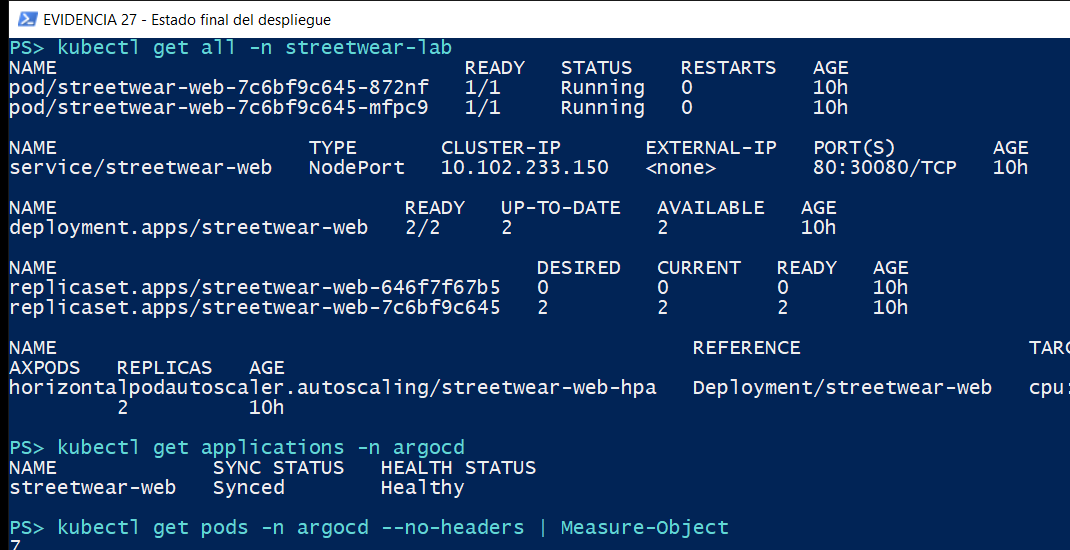 EVIDENCIA 27 - Estado final del despliegue
PS> kubectl get all -n streetwear-lab
NAME READY STATUS RESTARTS AGE
pod/streetwear-web-7c6bf9c645-872nf 1/1 Running 0 10h
pod/streetwear-web-7c6bf9c645-mfpc9 1/1 Running 0 10h
NAME TYPE CLUSTER-IP EXTERNAL-IP PORT(S) AGE
service/streetwear-web NodePort 10.102.233.150 <none> 80:30080/TCP 10h
NAME READY UP-TO-DATE AVAILABLE AGE
deployment.apps/streetwear-web 2/2 2 2 10h
NAME DESIRED CURRENT READY AGE
replicaset.apps/streetwear-web-646f7f67b5 0 0 0 10h
replicaset.apps/streetwear-web-7c6bf9c645 2 2 2 10h
NAME REFERENCE TARG
AXPODS REPLICAS AGE
horizontalpodautoscaler.autoscaling/streetwear-web-hpa Deployment/streetwear-web cpu:
2 10h
PS> kubectl get applications -n argocd
NAME SYNC STATUS HEALTH STATUS
streetwear-web Synced Healthy
PS> kubectl get pods -n argocd --no-headers | Measure-Object
7